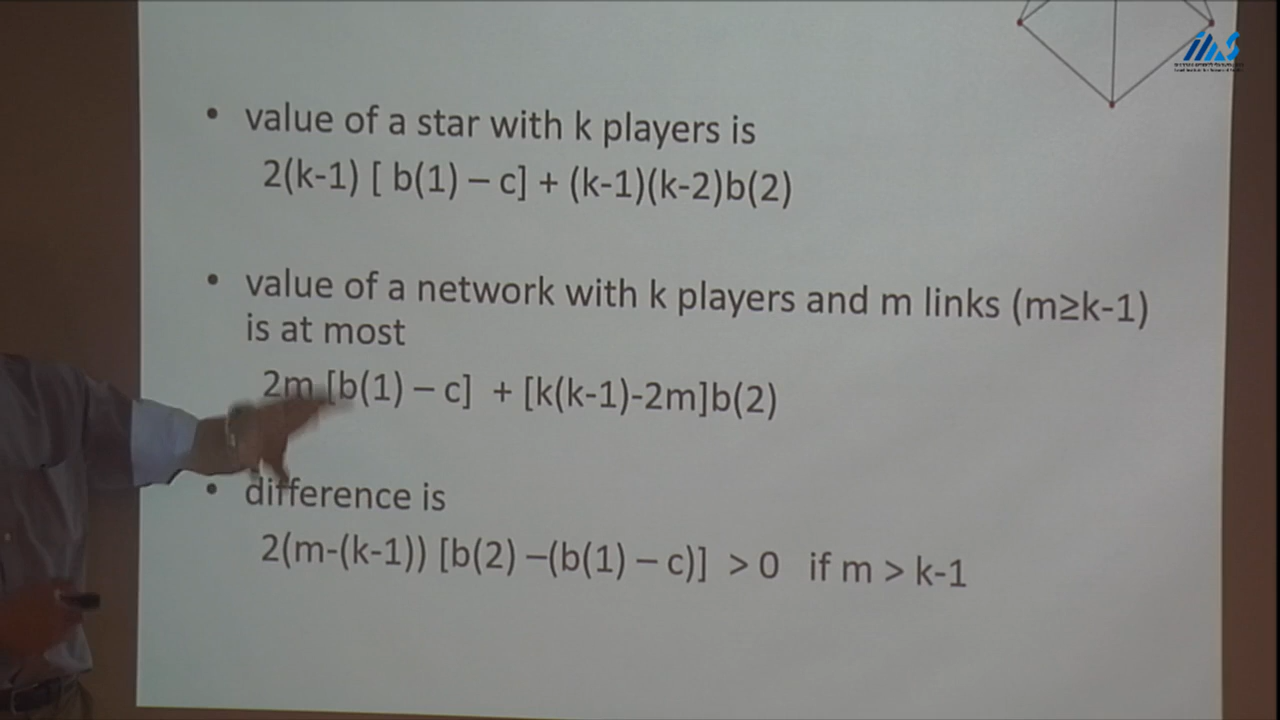 • value of a star with k players is
2(k-1) [ b(1) – c] + (k-1)(k-2)b(2)
• value of a network with k players and m links (m≥k-1)
is at most
2m [b(1) – c] + [k(k-1)-2m]b(2)
• difference is
2(m-(k-1)) [b(2) –(b(1) – c)] > 0 if m > k-1